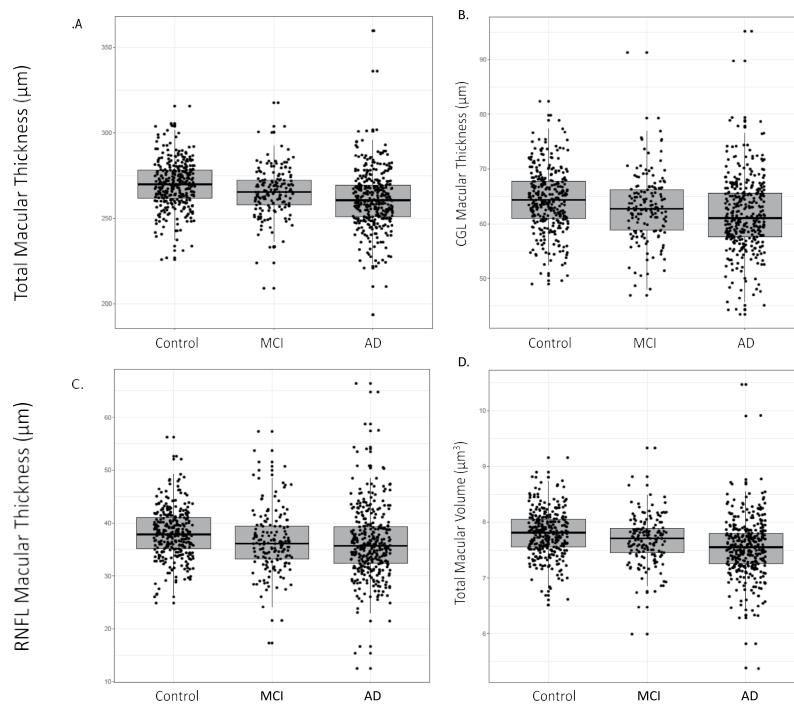 .A
Total Macular Thickness (µm)
350
300
250
200
Control MCI AD
B.
CGL Macular Thickness (µm)
90
80
70
60
50
Control MCI AD
C.
RNFL Macular Thickness (µm)
60
50
40
30
20
10
Control MCI AD
D.
Total Macular Volume (µm³)
10
9
8
7
6
Control MCI AD